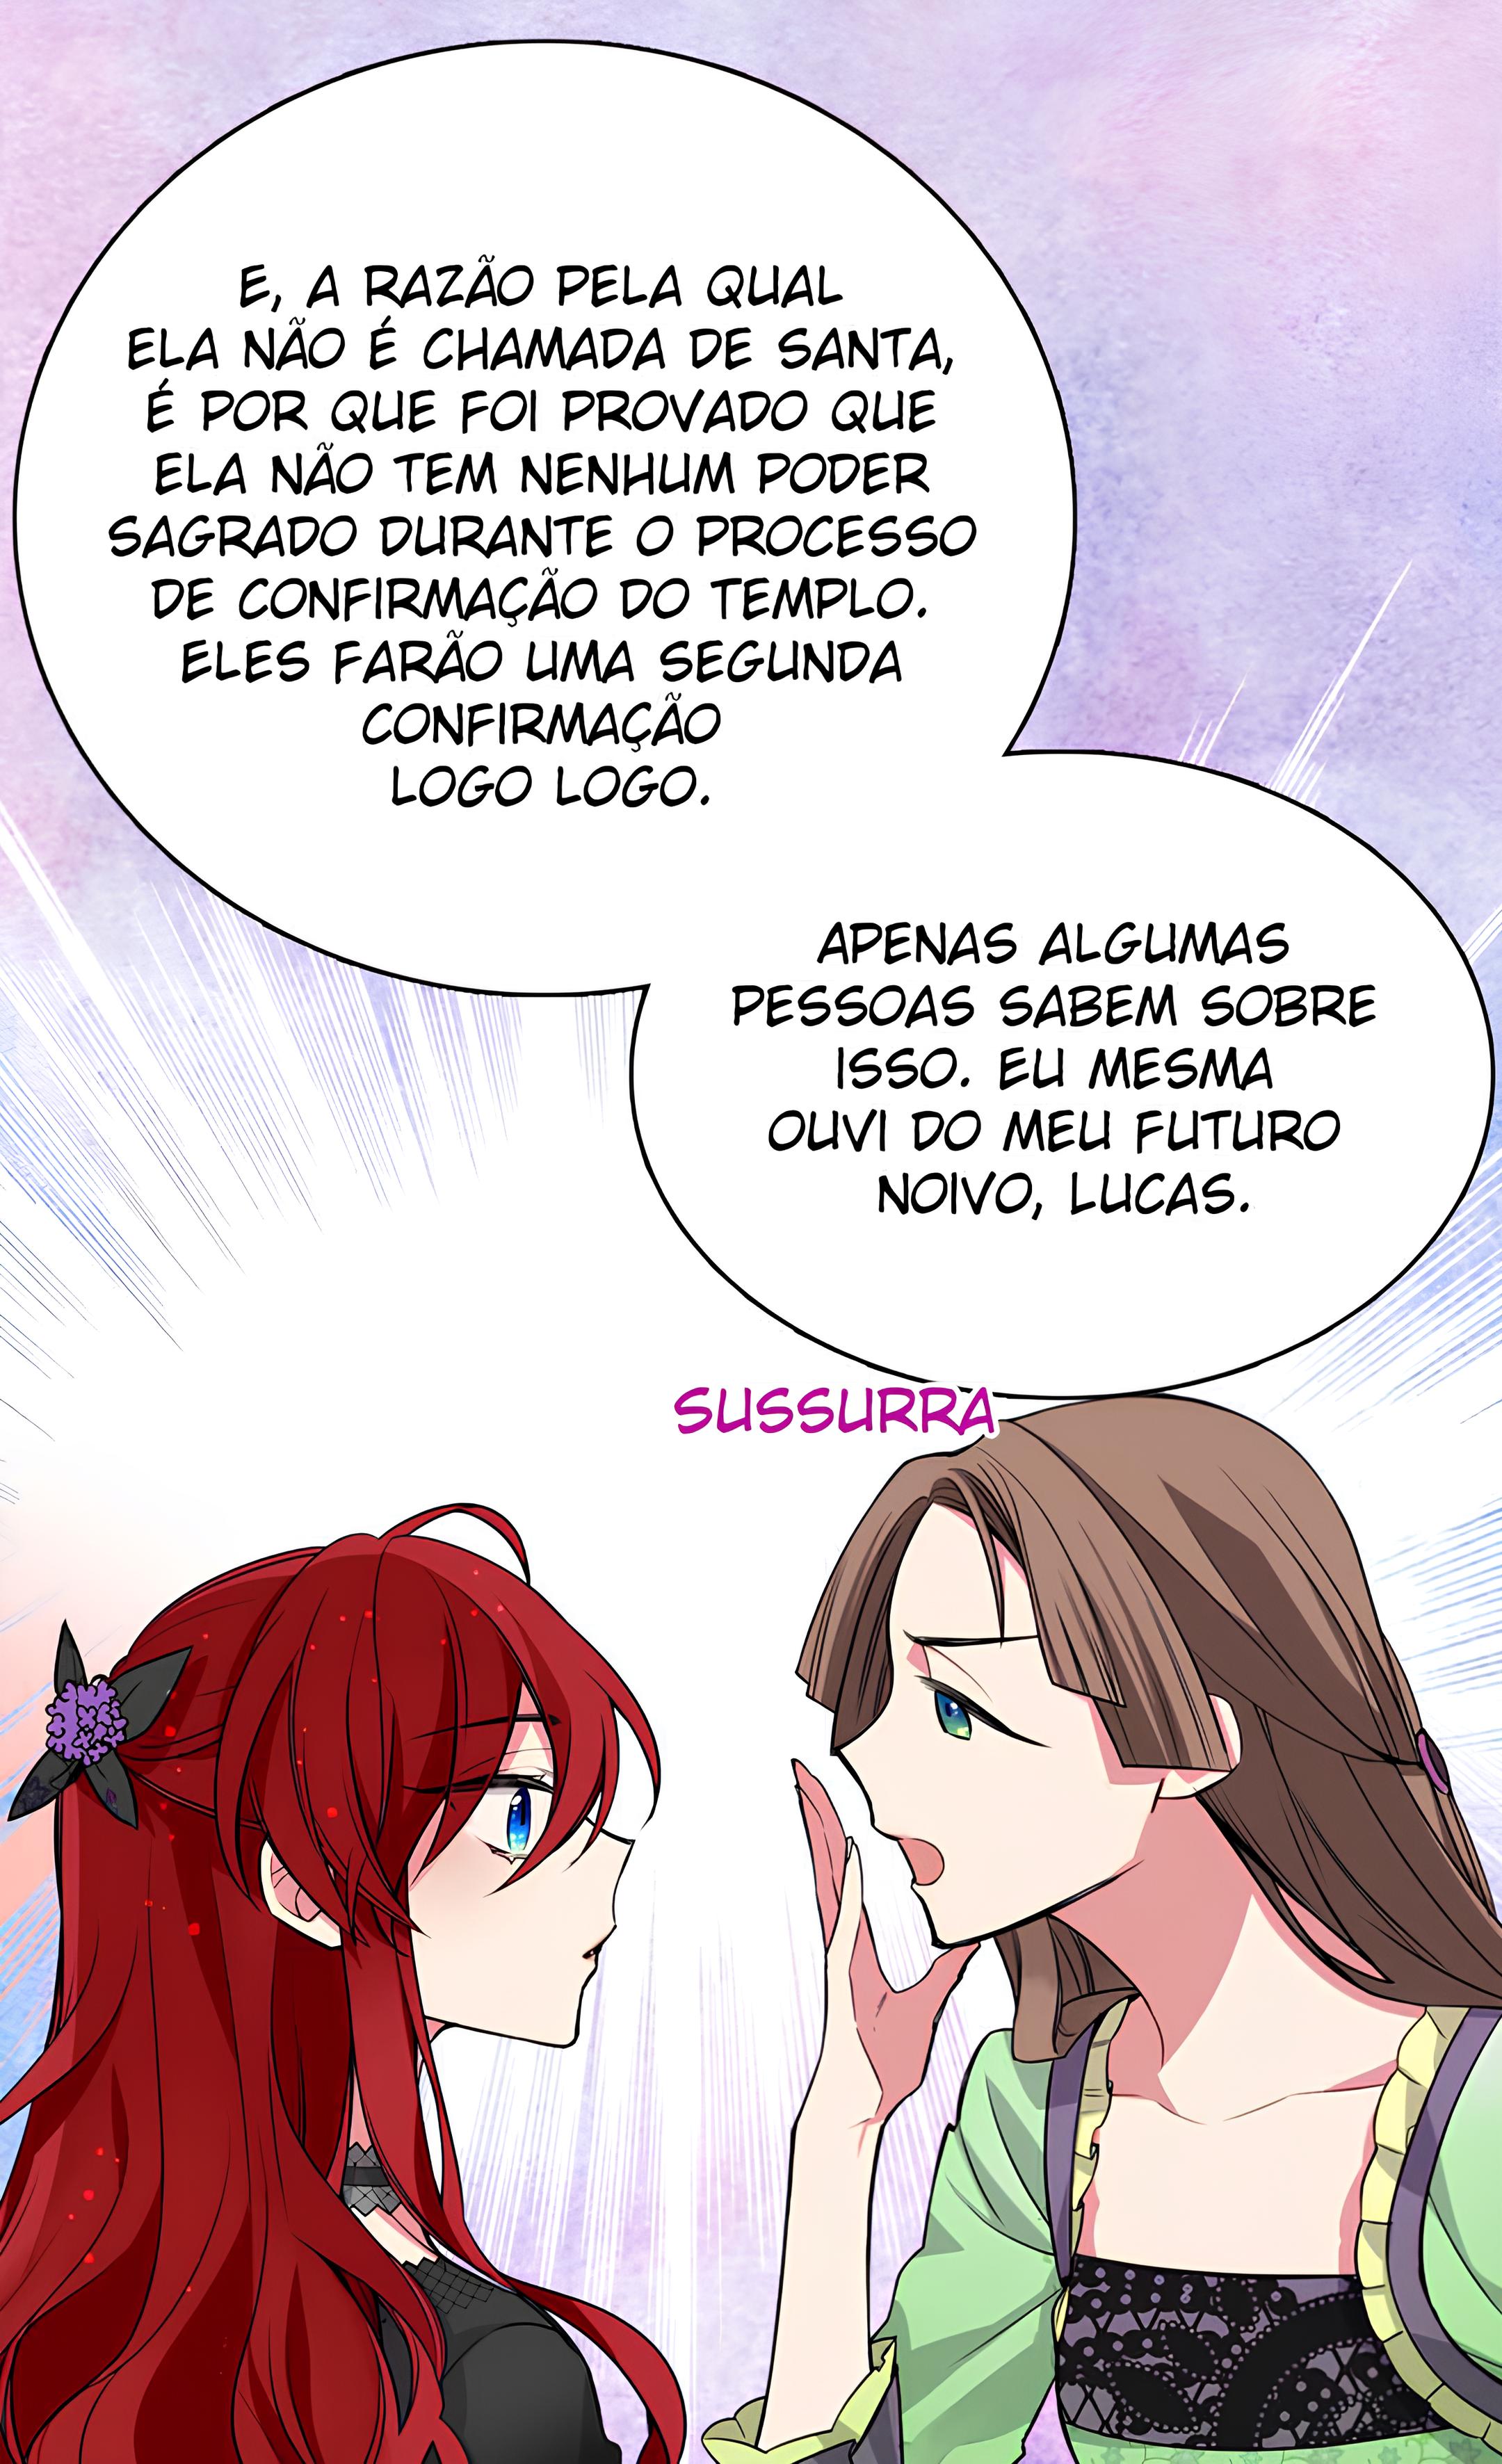 E, A RAZÃO PELA QUAL
ELA NÃO É CHAMADA DE SANTA,
É POR QUE FOI PROVADO QUE
ELA NÃO TEM NENHUM PODER
SAGRADO DURANTE O PROCESSO
DE CONFIRMAÇÃO DO TEMPLO.
ELES FARÃO UMA SEGUNDA
CONFIRMAÇÃO
LOGO LOGO.
APENAS ALGUMAS
PESSOAS SABEM SOBRE
ISSO. EU MESMA
OUVI DO MEU FUTURO
NOIVO, LUCAS.
SUSSURRA